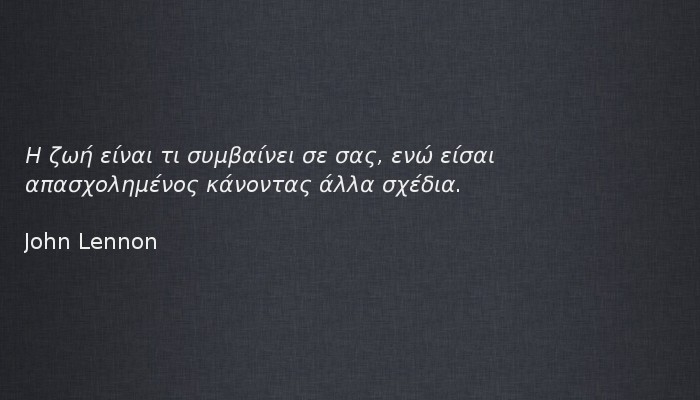 Η ζωή είναι τι συμβαίνει σε σας, ενώ είσαι
απασχολημένος κάνοντας άλλα σχέδια.
John Lennon